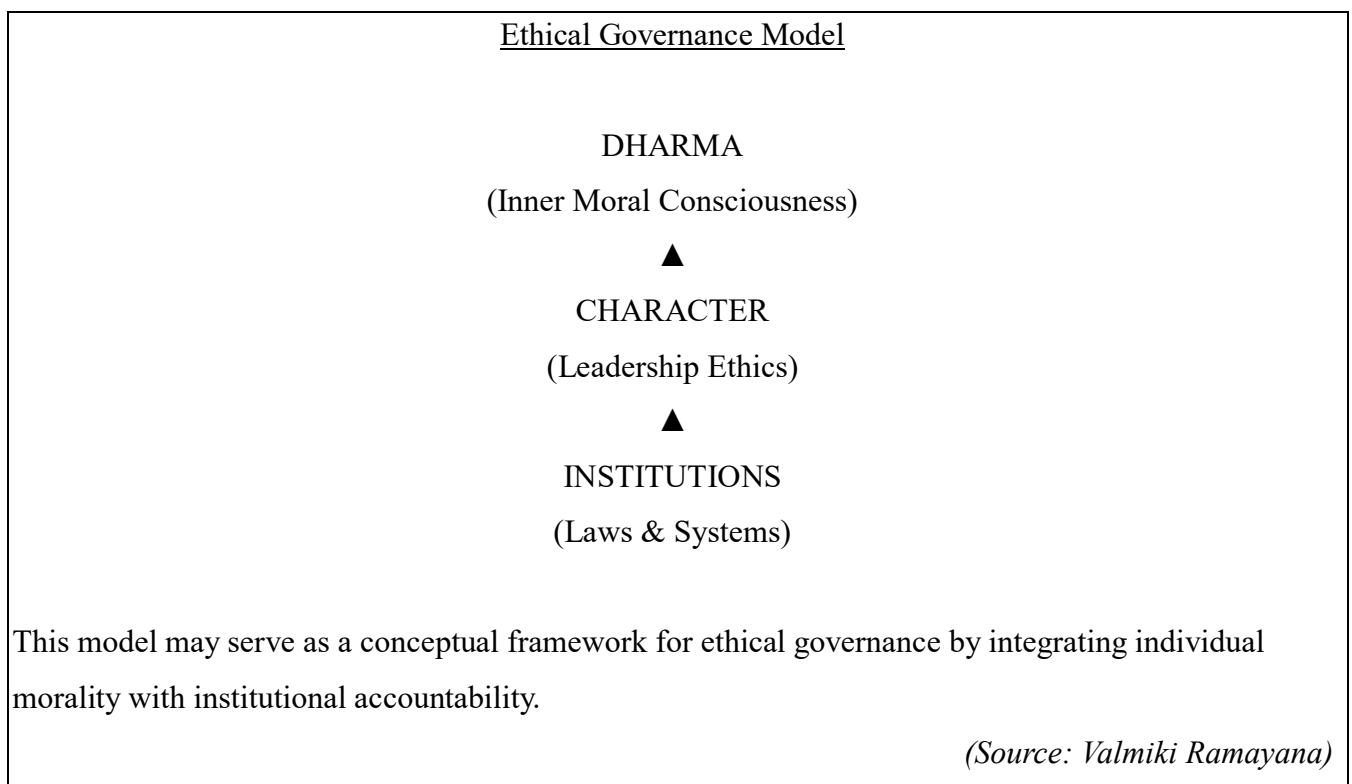 Ethical Governance Model
DHARMA
(Inner Moral Consciousness)
▲
CHARACTER
(Leadership Ethics)
▲
INSTITUTIONS
(Laws & Systems)
This model may serve as a conceptual framework for ethical governance by integrating individual
morality with institutional accountability.
(Source: Valmiki Ramayana)